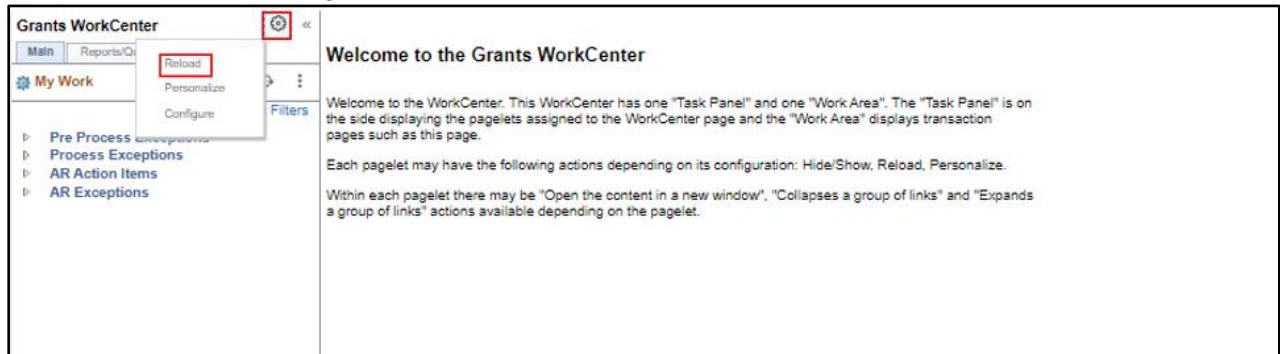 Grants WorkCenter
Main Reports/Qu
Reload
My Work
Personalize
Configure
Filters
Pre Process Exceptions
Process Exceptions
AR Action Items
AR Exceptions
Welcome to the Grants WorkCenter
Welcome to the WorkCenter. This WorkCenter has one "Task Panel" and one "Work Area". The "Task Panel" is on
the side displaying the pagelets assigned to the WorkCenter page and the "Work Area" displays transaction
pages such as this page.
Each pagelet may have the following actions depending on its configuration: Hide/Show, Reload, Personalize.
Within each pagelet there may be "Open the content in a new window", "Collapses a group of links" and "Expands
a group of links" actions available depending on the pagelet.